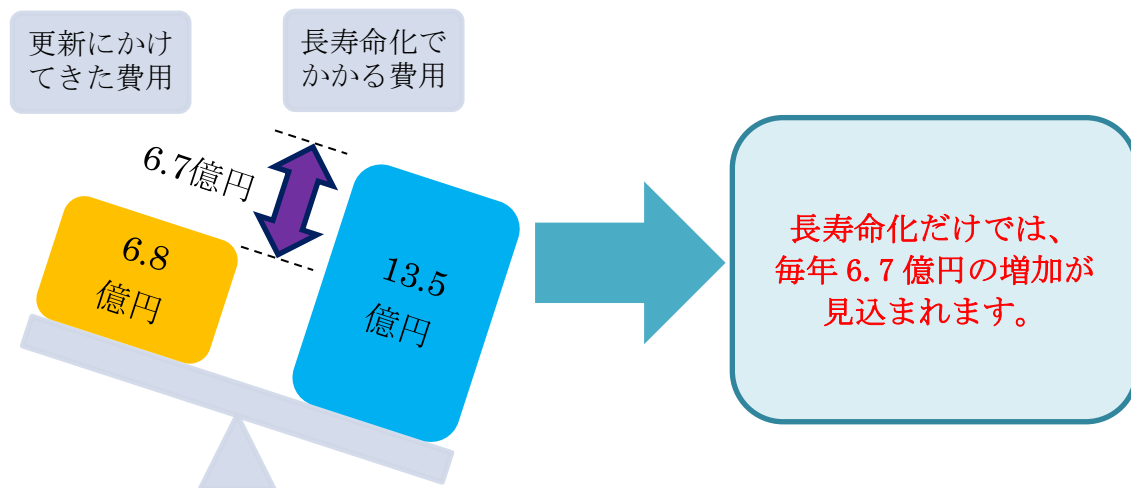 更新にかけ
てきた費用
長寿命化で
かかる費用
6.7億円
6.8
億円
13.5
億円
長寿命化だけでは、
毎年 6.7 億円の増加が
見込まれます。